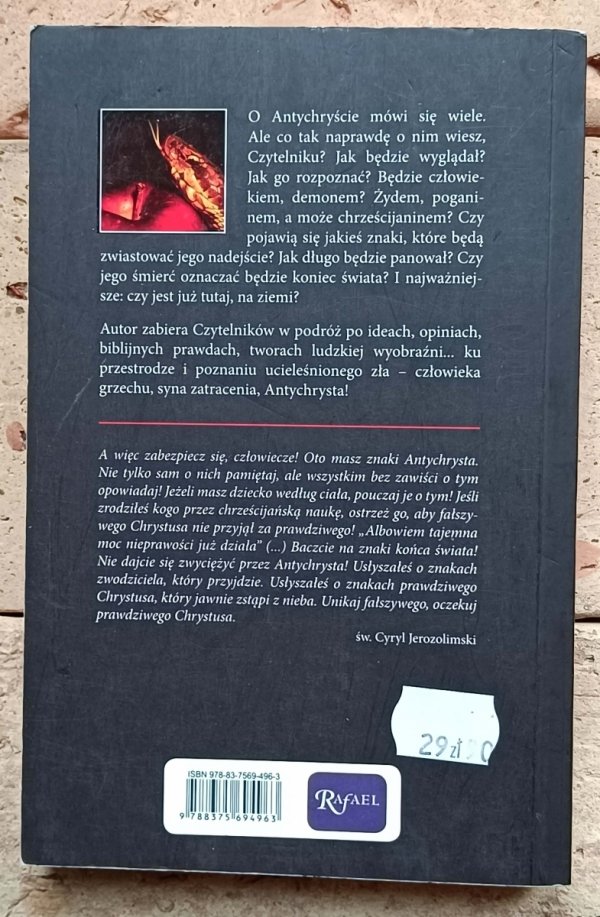 O Antychryście mówi się wiele.
Ale co tak naprawdę o nim wiesz,
Czytelniku? Jak będzie wyglądał?
Jak go rozpoznać? Będzie człowie-
kiem, demonem? Żydem, pogani-
nem, a może chrześcijaninem? Czy
pojawią się jakieś znaki, które będą
zwiastować jego nadejście? Jak długo będzie panował? Czy
jego śmierć oznaczać będzie koniec świata? I najważniej-
sze: czy jest już tutaj, na ziemi?
Autor zabiera Czytelników w podróż po ideach, opiniach,
biblijnych prawdach, tworach ludzkiej wyobraźni... ku
przestrodze i poznaniu ucieleśnionego zła – człowieka
grzechu, syna zatracenia, Antychrysta!
A więc zabezpiecz się, człowiecze! Oto masz znaki Antychrysta.
Nie tylko sam o nich pamiętaj, ale wszystkim bez zawiści o tym
opowiadaj! Jeżeli masz dziecko według ciała, pouczaj je o tym! Jeśli
zrodziłeś kogo przez chrześcijańską naukę, ostrzeż go, aby fałszy-
wego Chrystusa nie przyjął za prawdziwego! „Albowiem tajemna
moc nieprawości już działa” (...) Baczcie na znaki końca świata!
Nie dajcie się zwyciężyć przez Antychrysta! Usłyszałeś o znakach
zwodziciela, który przyjdzie. Usłyszałeś o znakach prawdziwego
Chrystusa, który jawnie zstąpi z nieba. Unikaj fałszywego, oczekuj
prawdziwego Chrystusa.
św. Cyryl Jerozolimski
29zł90
ISBN 978-83-7569-496-3
9 788375 694963
RAFAEL